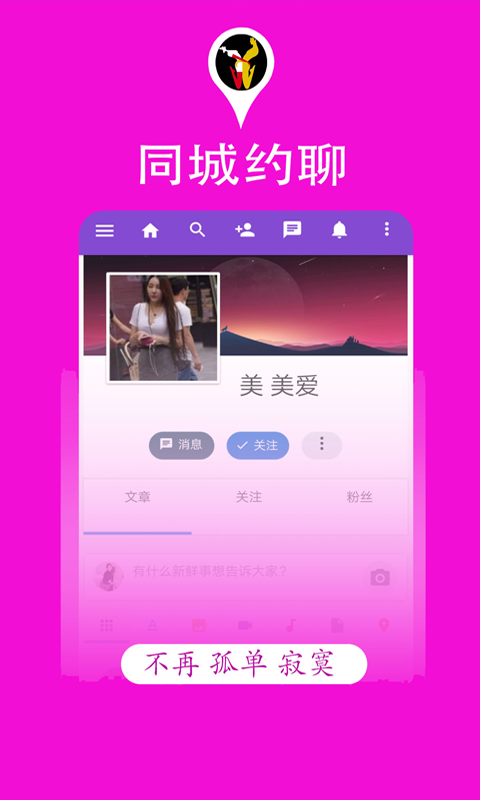 同城约聊
美 美爱
消息 关注
文章 关注 粉丝
有什么新鲜事想告诉大家？
不再 孤单 寂寞